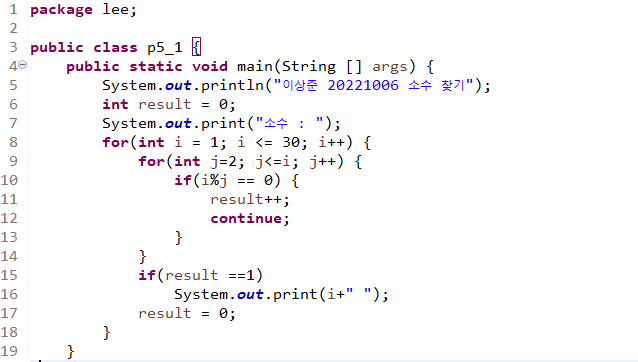 1 package lee;
2
3 public class p5_1 {
4 public static void main(String [] args) {
5 System.out.println("이상준 20221006 소수 찾기");
6 int result = 0;
7 System.out.print("소수 : ");
8 for(int i = 1; i <= 30; i++) {
9 for(int j=2; j<=i; j++) {
10 if(i%j == 0) {
11 result++;
12 continue;
13 }
14 }
15 if(result ==1)
16 System.out.print(i+" ");
17 result = 0;
18 }
19 }